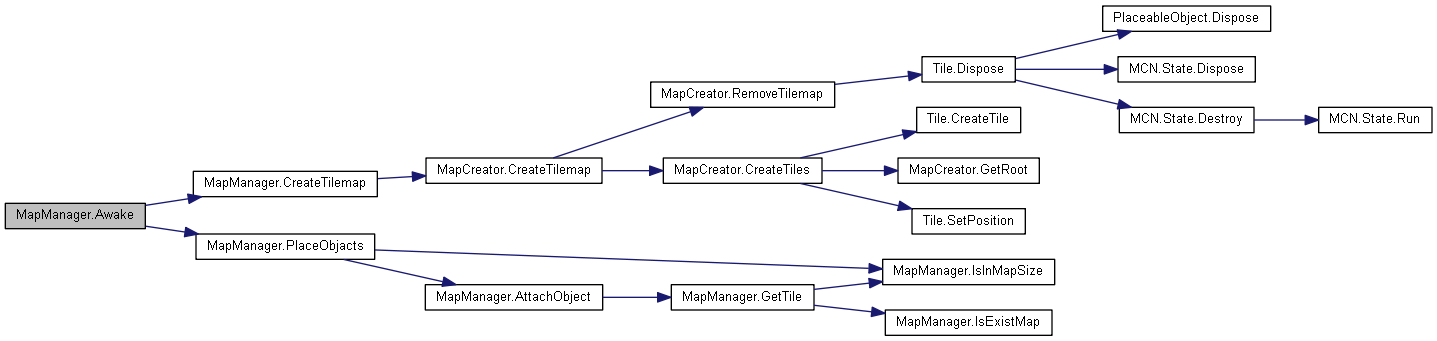 PlaceableObject.Dispose
Tile.Dispose
MCN.State.Dispose
MapCreator.RemoveTilemap
MCN.State.Destroy
MCN.State.Run
Tile.CreateTile
MapCreator.CreateTilemap
MapCreator.CreateTiles
MapCreator.GetRoot
MapManager.CreateTilemap
MapManager.Awake
Tile.SetPosition
MapManager.PlaceObjacts
MapManager.IsInMapSize
MapManager.AttachObject
MapManager.GetTile
MapManager.IsExistMap